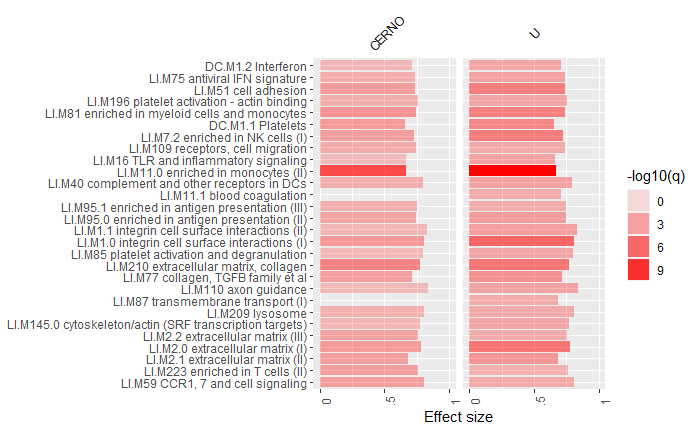 CERNO
U
DC.M1.2 Interferon
LI.M75 antiviral IFN signature
LI.M51 cell adhesion
LI.M196 platelet activation - actin binding
LI.M81 enriched in myeloid cells and monocytes
DC.M1.1 Platelets
LI.M7.2 enriched in NK cells (I)
LI.M109 receptors, cell migration
LI.M16 TLR and inflammatory signaling
LI.M11.0 enriched in monocytes (II)
LI.M40 complement and other receptors in DCs
LI.M11.1 blood coagulation
LI.M95.1 enriched in antigen presentation (III)
LI.M95.0 enriched in antigen presentation (II)
LI.M1.1 integrin cell surface interactions (II)
LI.M1.0 integrin cell surface interactions (I)
LI.M85 platelet activation and degranulation
LI.M210 extracellular matrix, collagen
LI.M77 collagen, TGFB family et al
LI.M110 axon guidance
LI.M87 transmembrane transport (I)
LI.M209 lysosome
LI.M145.0 cytoskeleton/actin (SRF transcription targets)
LI.M2.2 extracellular matrix (III)
LI.M2.0 extracellular matrix (I)
LI.M2.1 extracellular matrix (II)
LI.M223 enriched in T cells (II)
LI.M59 CCR1, 7 and cell signaling
0 .5 1 0 .5 1
Effect size
-log10(q)
0
3
6
9